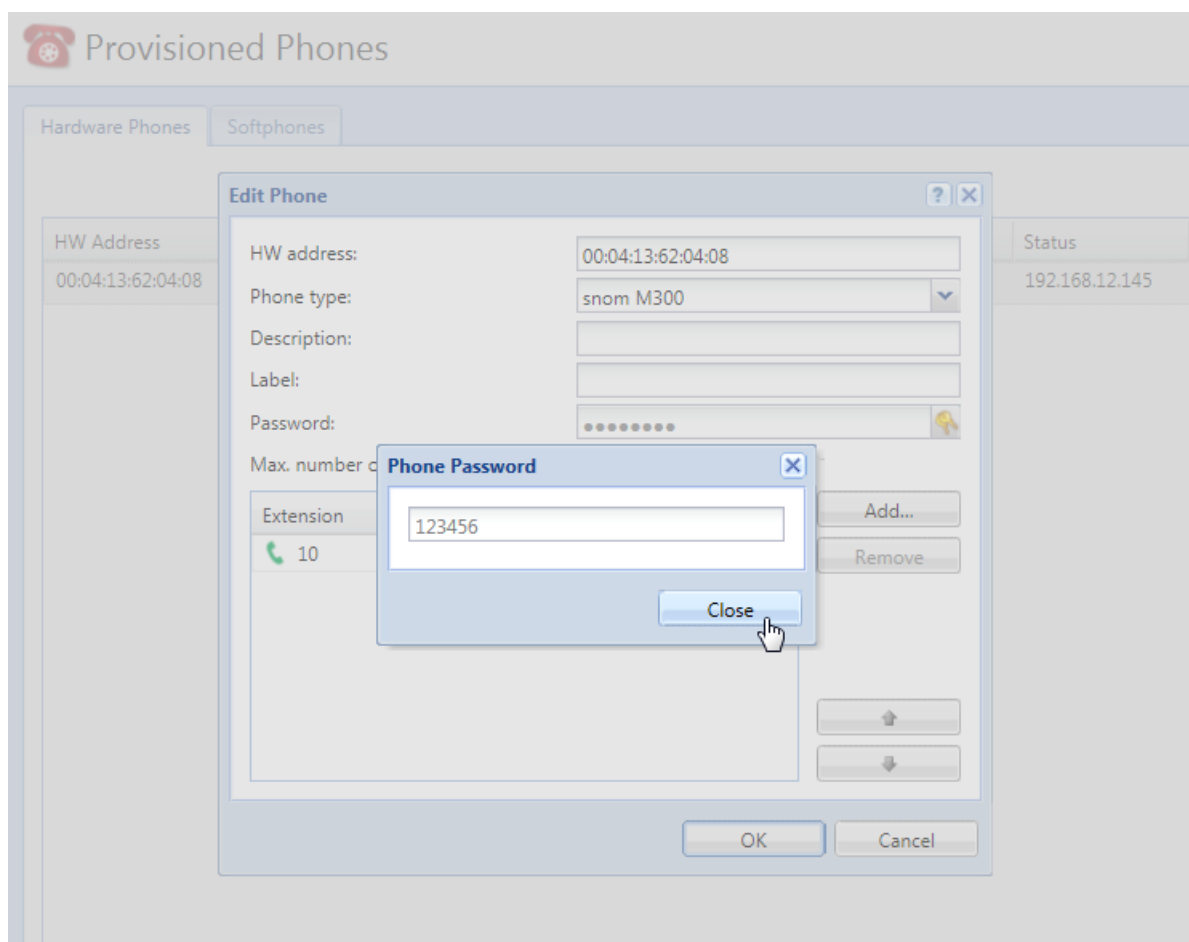 Provisioned Phones
Hardware Phones Softphones
Edit Phone
HW Address Status
HW address: 00:04:13:62:04:08
00:04:13:62:04:08 192.168.12.145
Phone type: snom M300
Description:
Label:
Password: ••••••••
Max. number
Phone Password
Extension Add...
123456
10 Remove
Close
OK Cancel